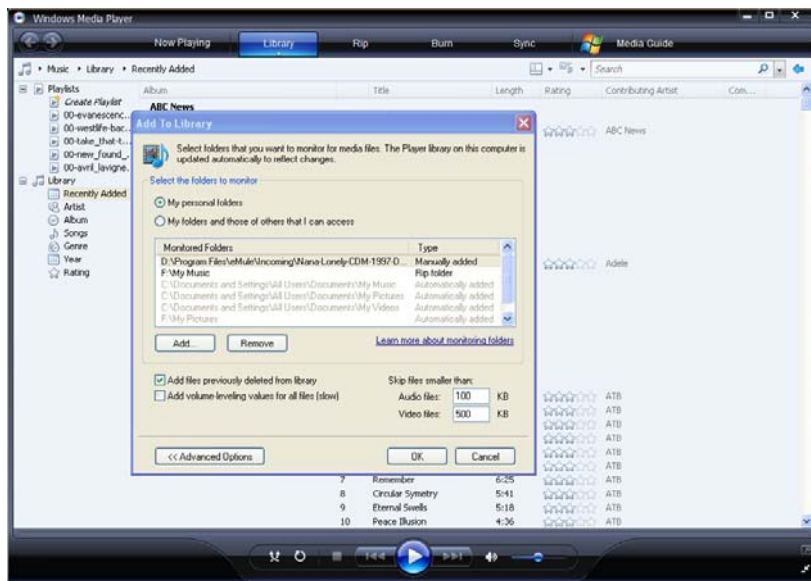 Windows Media Player
Now Playing Library Rip Burn Sync Media Guide
Music Library Recently Added Search
Playlists Album Title Length Rating Contributing Artist Com...
Create Playlist ABC News
00-evanescenc...
00-westlife-bac... ABC News
00-take_that-t...
00-new_found_...
00-avril_lavigne...
Library
Recently Added
Artist
Album
Songs
Genre
Year
Rating
Add To Library
Select folders that you want to monitor for media files. The Player library on this computer is
updated automatically to reflect changes.
Select the folders to monitor
My personal folders
My folders and those of others that I can access
Monitored Folders Type
D:\Program Files\eMule\Incoming\Nana-Lonely-CDM-1997-D... Manually added
F:\My Music Rip folder
C:\Documents and Settings\All Users\Documents\My Music Automatically added
C:\Documents and Settings\All Users\Documents\My Pictures Automatically added
C:\Documents and Settings\All Users\Documents\My Videos Automatically added
F:\My Pictures Automatically added
Add... Remove Learn more about monitoring folders
Add files previously deleted from library Skip files smaller than:
Add volume-leveling values for all files (slow) Audio files: 100 KB
Video files: 500 KB
<< Advanced Options OK Cancel
Adele
ATB
ATB
ATB
ATB
ATB
ATB
7 Remember 6:25 ATB
8 Circular Symetry 5:41 ATB
9 Eternal Swells 5:18 ATB
10 Peace Illusion 4:36 ATB